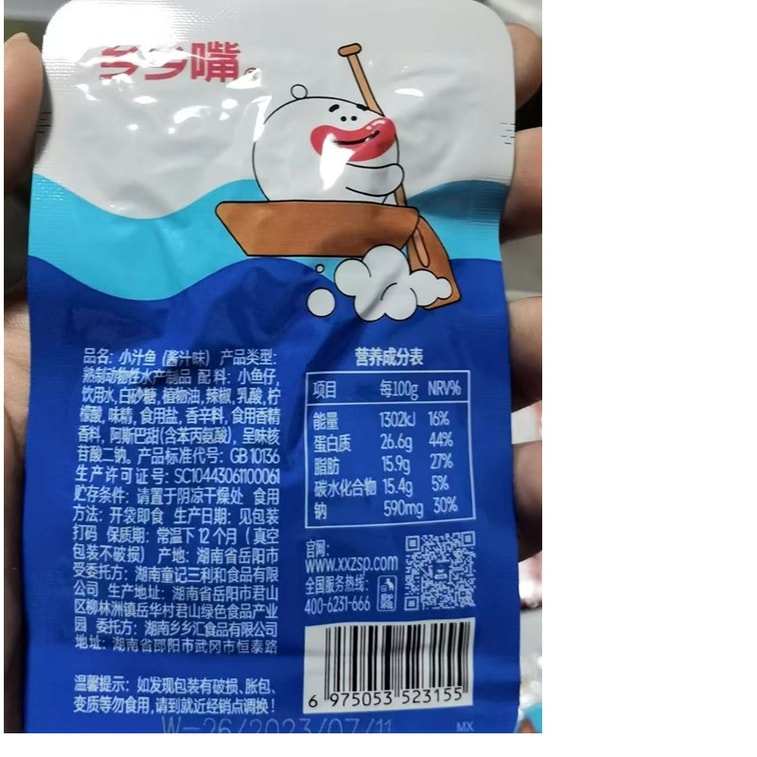 乡乡嘴
品名：小汁鱼（酱汁味） 产品类型：
熟制动物性水产制品 配料：小鱼仔，
饮用水，白砂糖，植物油，辣椒，乳酸，柠
檬酸，味精，食用盐，香辛料，食用香精
香料，阿斯巴甜(含苯丙氨酸)，呈味核
苷酸二钠。产品标准代号：GB 10136
生产许可证号：SC10443061100061
贮存条件：请置于阴凉干燥处 食用
方法：开袋即食 生产日期：见包装
打码 保质期：常温下12个月（真空
包装不破损） 产地：湖南省岳阳市
受委托方：湖南童记三利和食品有限
公司 生产地址：湖南省岳阳市君山
区柳林洲镇岳华村君山绿色食品产业
园 委托方：湖南乡乡汇食品有限公司
地址：湖南省邵阳市武冈市恒泰路
温馨提示：如发现包装有破损、胀包、
变质等勿食用，请到就近经销点调换！
营养成分表
项目 每100g NRV%
能量 1302kJ 16%
蛋白质 26.6g 44%
脂肪 15.9g 27%
碳水化合物 15.4g 5%
钠 590mg 30%
官网：
www.xxzsp.com
全国服务热线：
400-6231-666
6 975053 523155
W-26/2023/07/11
MX